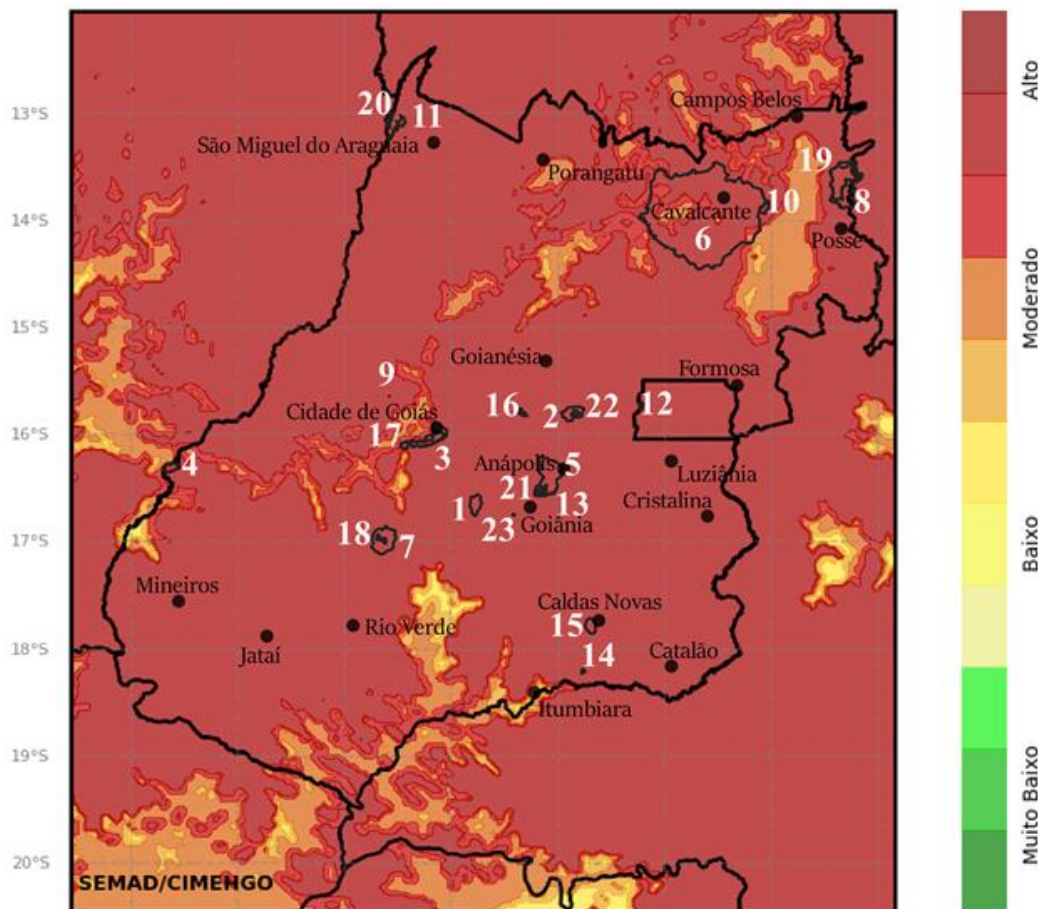 Alto
13°S
20
11
Campos Belos
São Miguel do Araguaia
Porangatu
19
14°S
Cavalcante
10
8
6
Posse
15°S
Goianésia
Formosa
Moderado
9
Cidade de Goiás
16
2
22
12
16°S
17
3
4
Anápolis
5
Luziânia
21
13
Cristalina
1
23
Goiânia
17°S
18
7
Baixo
Mineiros
Caldas Novas
15
Rio Verde
18°S
Jataí
14
Catalão
Itumbiara
19°S
20°S
SEMAD/CIMEHGO
Muito Baixo